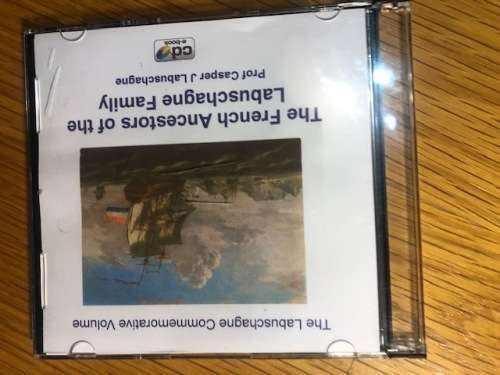 The Labuschagne Commemorative Volume
The French Ancestors of the
Labuschagne Family
Prof Casper J Labuschagne
cd
e-book